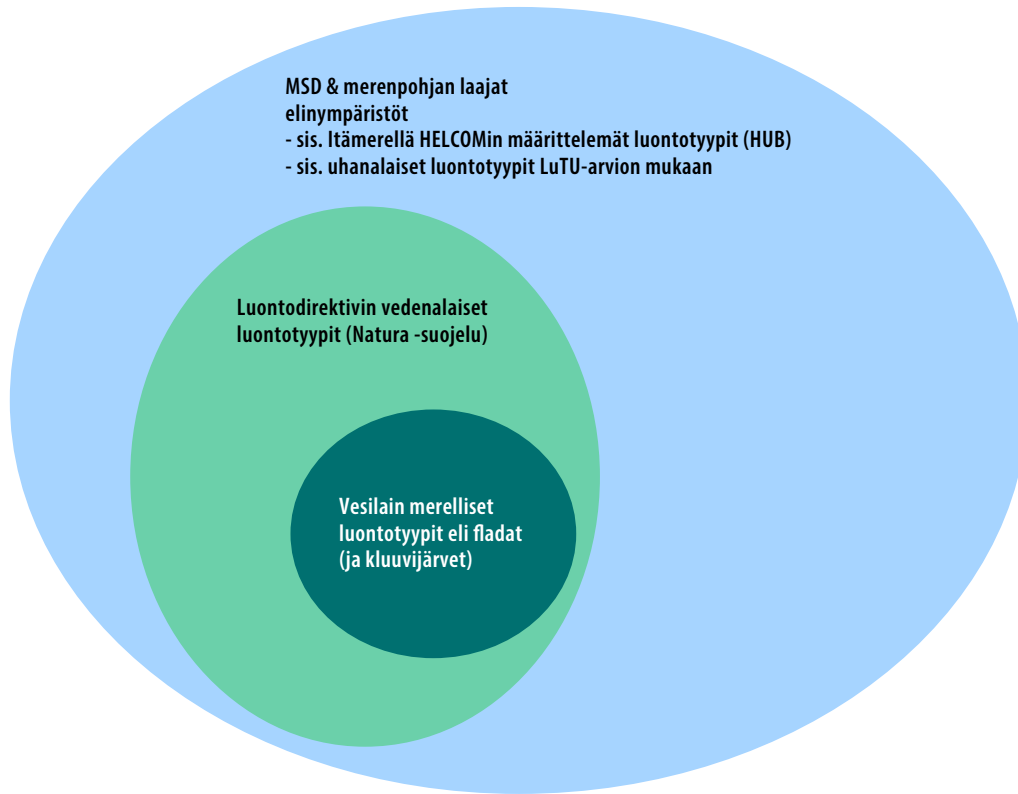 MSD & merenpohjan laajat
elinympäristöt
- sis. Itämerellä HELCOMin määrittelemät luontotyypit (HUB)
- sis. uhanalaiset luontotyypit LuTU-arvion mukaan
Luontodirektivin vedenalaiset
luontotyypit (Natura -suojelu)
Vesilain merelliset
luontotyypit eli fladat
(ja kluuvijärvet)